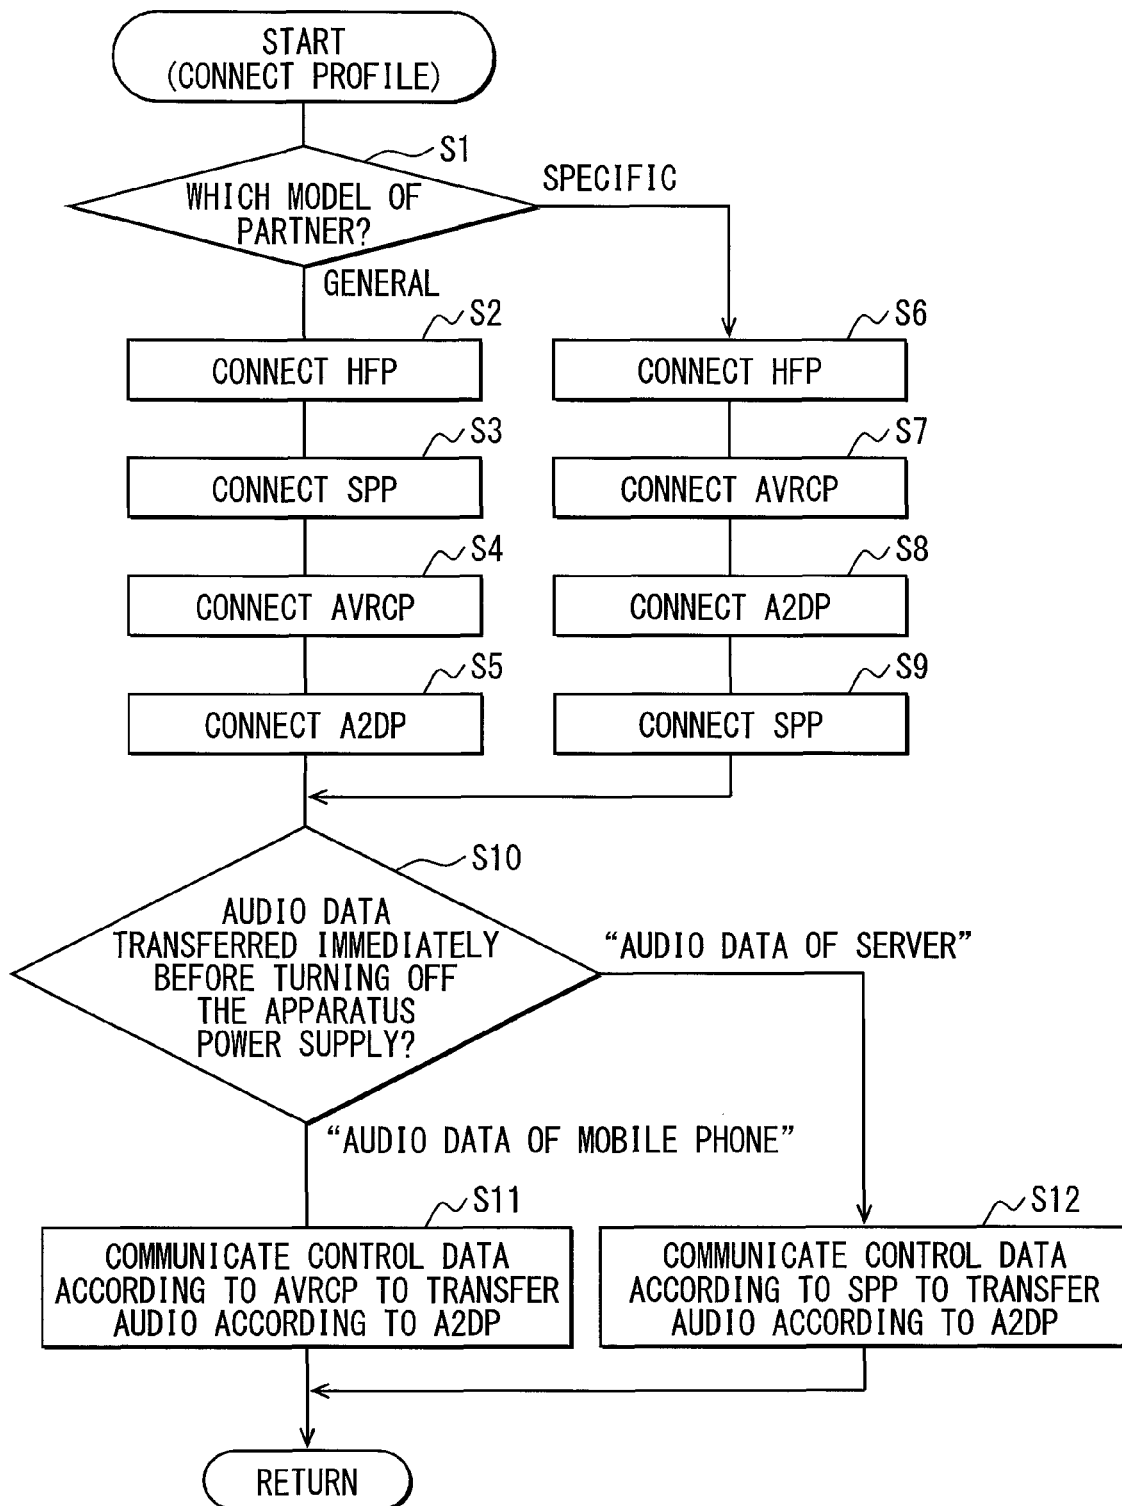 START
(CONNECT PROFILE)
S1
WHICH MODEL OF
PARTNER?
SPECIFIC
GENERAL
S2
CONNECT HFP
S6
CONNECT HFP
S3
CONNECT SPP
S7
CONNECT AVRCP
S4
CONNECT AVRCP
S8
CONNECT A2DP
S5
CONNECT A2DP
S9
CONNECT SPP
S10
AUDIO DATA
TRANSFERRED IMMEDIATELY
BEFORE TURNING OFF
THE APPARATUS
POWER SUPPLY?
“AUDIO DATA OF SERVER”
“AUDIO DATA OF MOBILE PHONE”
S11
COMMUNICATE CONTROL DATA
ACCORDING TO AVRCP TO TRANSFER
AUDIO ACCORDING TO A2DP
S12
COMMUNICATE CONTROL DATA
ACCORDING TO SPP TO TRANSFER
AUDIO ACCORDING TO A2DP
RETURN